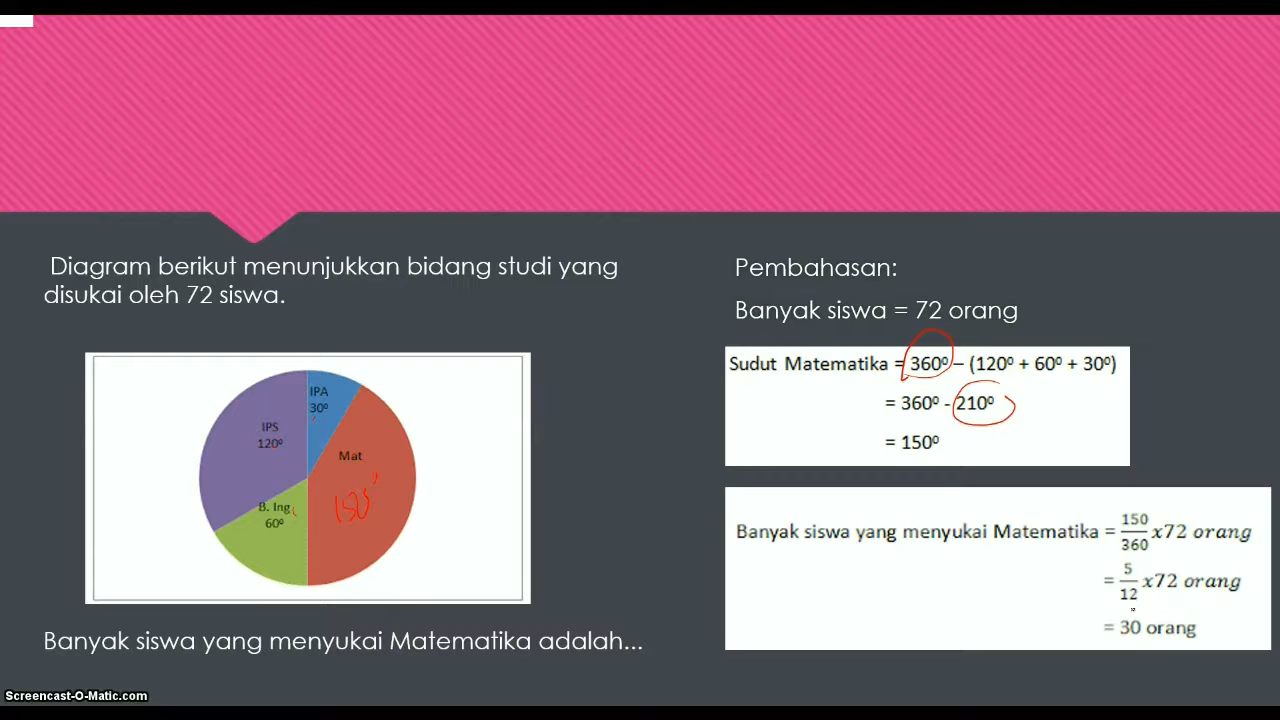 Diagram berikut menunjukkan bidang studi yang
disukai oleh 72 siswa.
IPA
30⁰
IPS
120⁰
Mat
150°
B. Ing
60⁰
Banyak siswa yang menyukai Matematika adalah...
Pembahasan:
Banyak siswa = 72 orang
Sudut Matematika = 360⁰ – (120⁰ + 60⁰ + 30⁰)
= 360⁰ - 210⁰
= 150⁰
Banyak siswa yang menyukai Matematika = 150/360 x72 orang
= 5/12 x72 orang
= 30 orang
Screencast-O-Matic.com